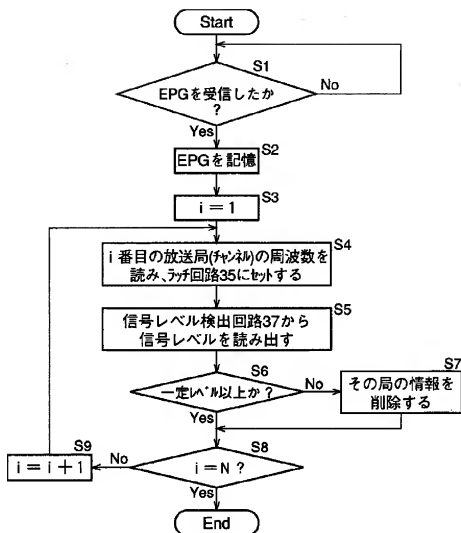 Start
S1
EPGを受信したか
?
No
Yes
S2
EPGを記憶
S3
i = 1
S4
i 番目の放送局(チャンネル)の周波数を
読み、ラッチ回路35にセットする
S5
信号レベル検出回路37から
信号レベルを読み出す
S6
一定レベル以上か ?
No
Yes
S7
その局の情報を
削除する
S8
i = N ?
No
Yes
S9
i = i + 1
End